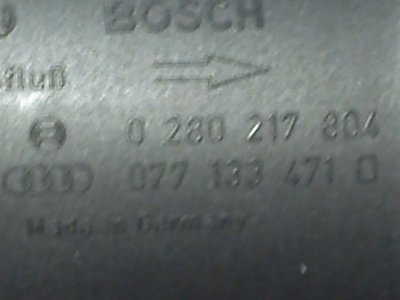 BOSCH
fluß
0 280 217 804
077 133 471 D
Made in Germany